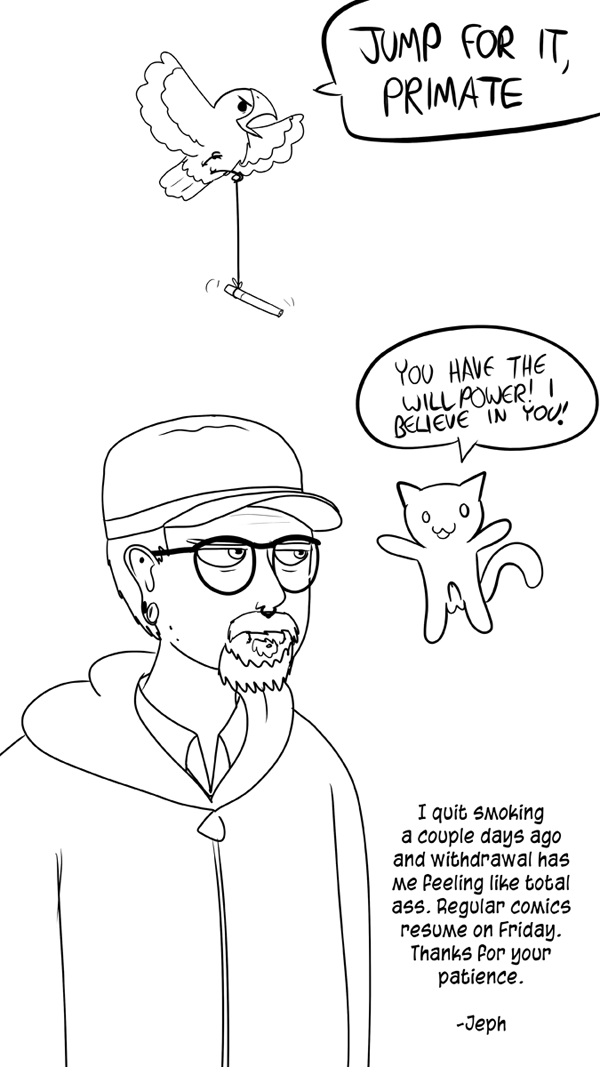 JUMP FOR IT,
PRIMATE
YOU HAVE THE
WILLPOWER! I
BELIEVE IN YOU!
I quit smoking
a couple days ago
and withdrawal has
me feeling like total
ass. Regular comics
resume on Friday.
Thanks for your
patience.
-Jeph